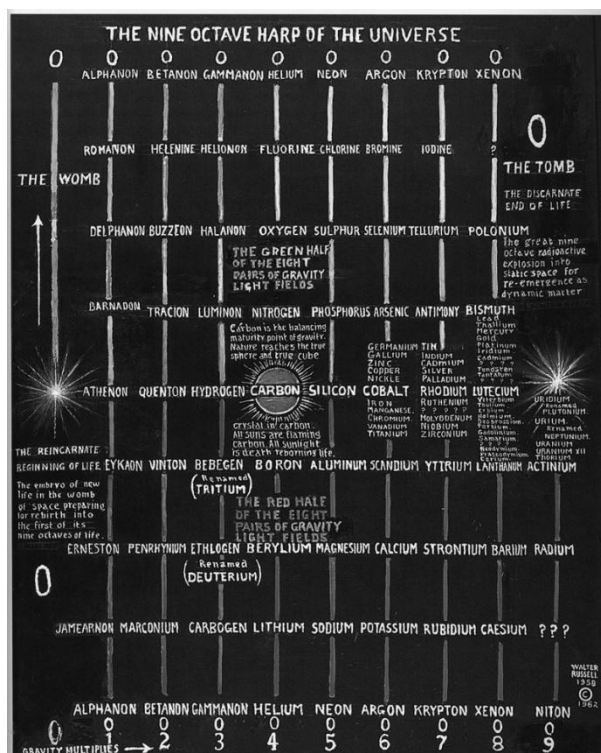 THE NINE OCTAVE HARP OF THE UNIVERSE
0 0 0 0 0 0 0 0 0
ALPHANON BETANON GAMMANON HELIUM NEON ARGON KRYPTON XENON
0
ROMANON HELENINE HELIONON FLUORINE CHLORINE BROMINE IODINE ?
THE WOMB
THE TOMB
THE DISCARNATE
END OF LIFE
DELPHANON BUZZEON HALANON OXYGEN SULPHUR SELENIUM TELLURIUM POLONIUM
THE GREEN HALF
OF THE EIGHT
PAIRS OF GRAVITY
LIGHT FIELDS
The great nine
octave radioactive
explosion into
static space for
re-emergence as
dynamic matter
BARNADON TRACION LUMINON NITROGEN PHOSPHORUS ARSENIC ANTIMONY BISMUTH
Carbon is the balancing
maturity point of gravity.
Nature reaches the true
sphere and true cube
GERMANIUM
GALLIUM
ZINC
COPPER
NICKLE
TIN
INDIUM
CADMIUM
SILVER
PALLADIUM
Lead
Thallium
Mercury
Gold
Platinum
Iridium
Tungsten
ATHENON QUENTON HYDROGEN CARBON SILICON COBALT RHODIUM LUTECIUM
IRON
MANGANESE
CHROMIUM
VANADIUM
TITANIUM
RUTHENIUM
? ? ? ? ?
MOLYBDENUM
NIOBIUM
ZIRCONIUM
URIDIUM
Renamed
PLUTONIUM.
URIUM.
Renamed
NEPTUNIUM.
URANIUM
URANIUM XII
THORIUM
crystal in carbon.
All suns are flaming
carbon. All sunlight
is death reborning life.
THE REINCARNATE
BEGINNING OF LIFE
EYKAON VINTON BEBEGEN BORON ALUMINUM SCANDIUM YTTRIUM LANTHANUM ACTINIUM
(Renamed
TRITIUM)
The embryo of new
life in the womb
of space preparing
for rebirth into
the first of its
nine octaves of life.
THE RED HALF
OF THE EIGHT
PAIRS OF GRAVITY
LIGHT FIELDS
ERNESTON PENRHYNIUM ETHLOGEN BERYLIUM MAGNESIUM CALCIUM STRONTIUM BARIUM RADIUM
(Renamed
DEUTERIUM)
0
JAMEARNON MARCONIUM CARBOGEN LITHIUM SODIUM POTASSIUM RUBIDIUM CAESIUM ? ? ?
WALTER
RUSSELL
1958
©
1962
ALPHANON BETANON GAMMANON HELIUM NEON ARGON KRYPTON XENON NITON
0 0 0 0 0 0 0 0 0 0
GRAVITY MULTIPLIES 1 2 3 4 5 6 7 8 9